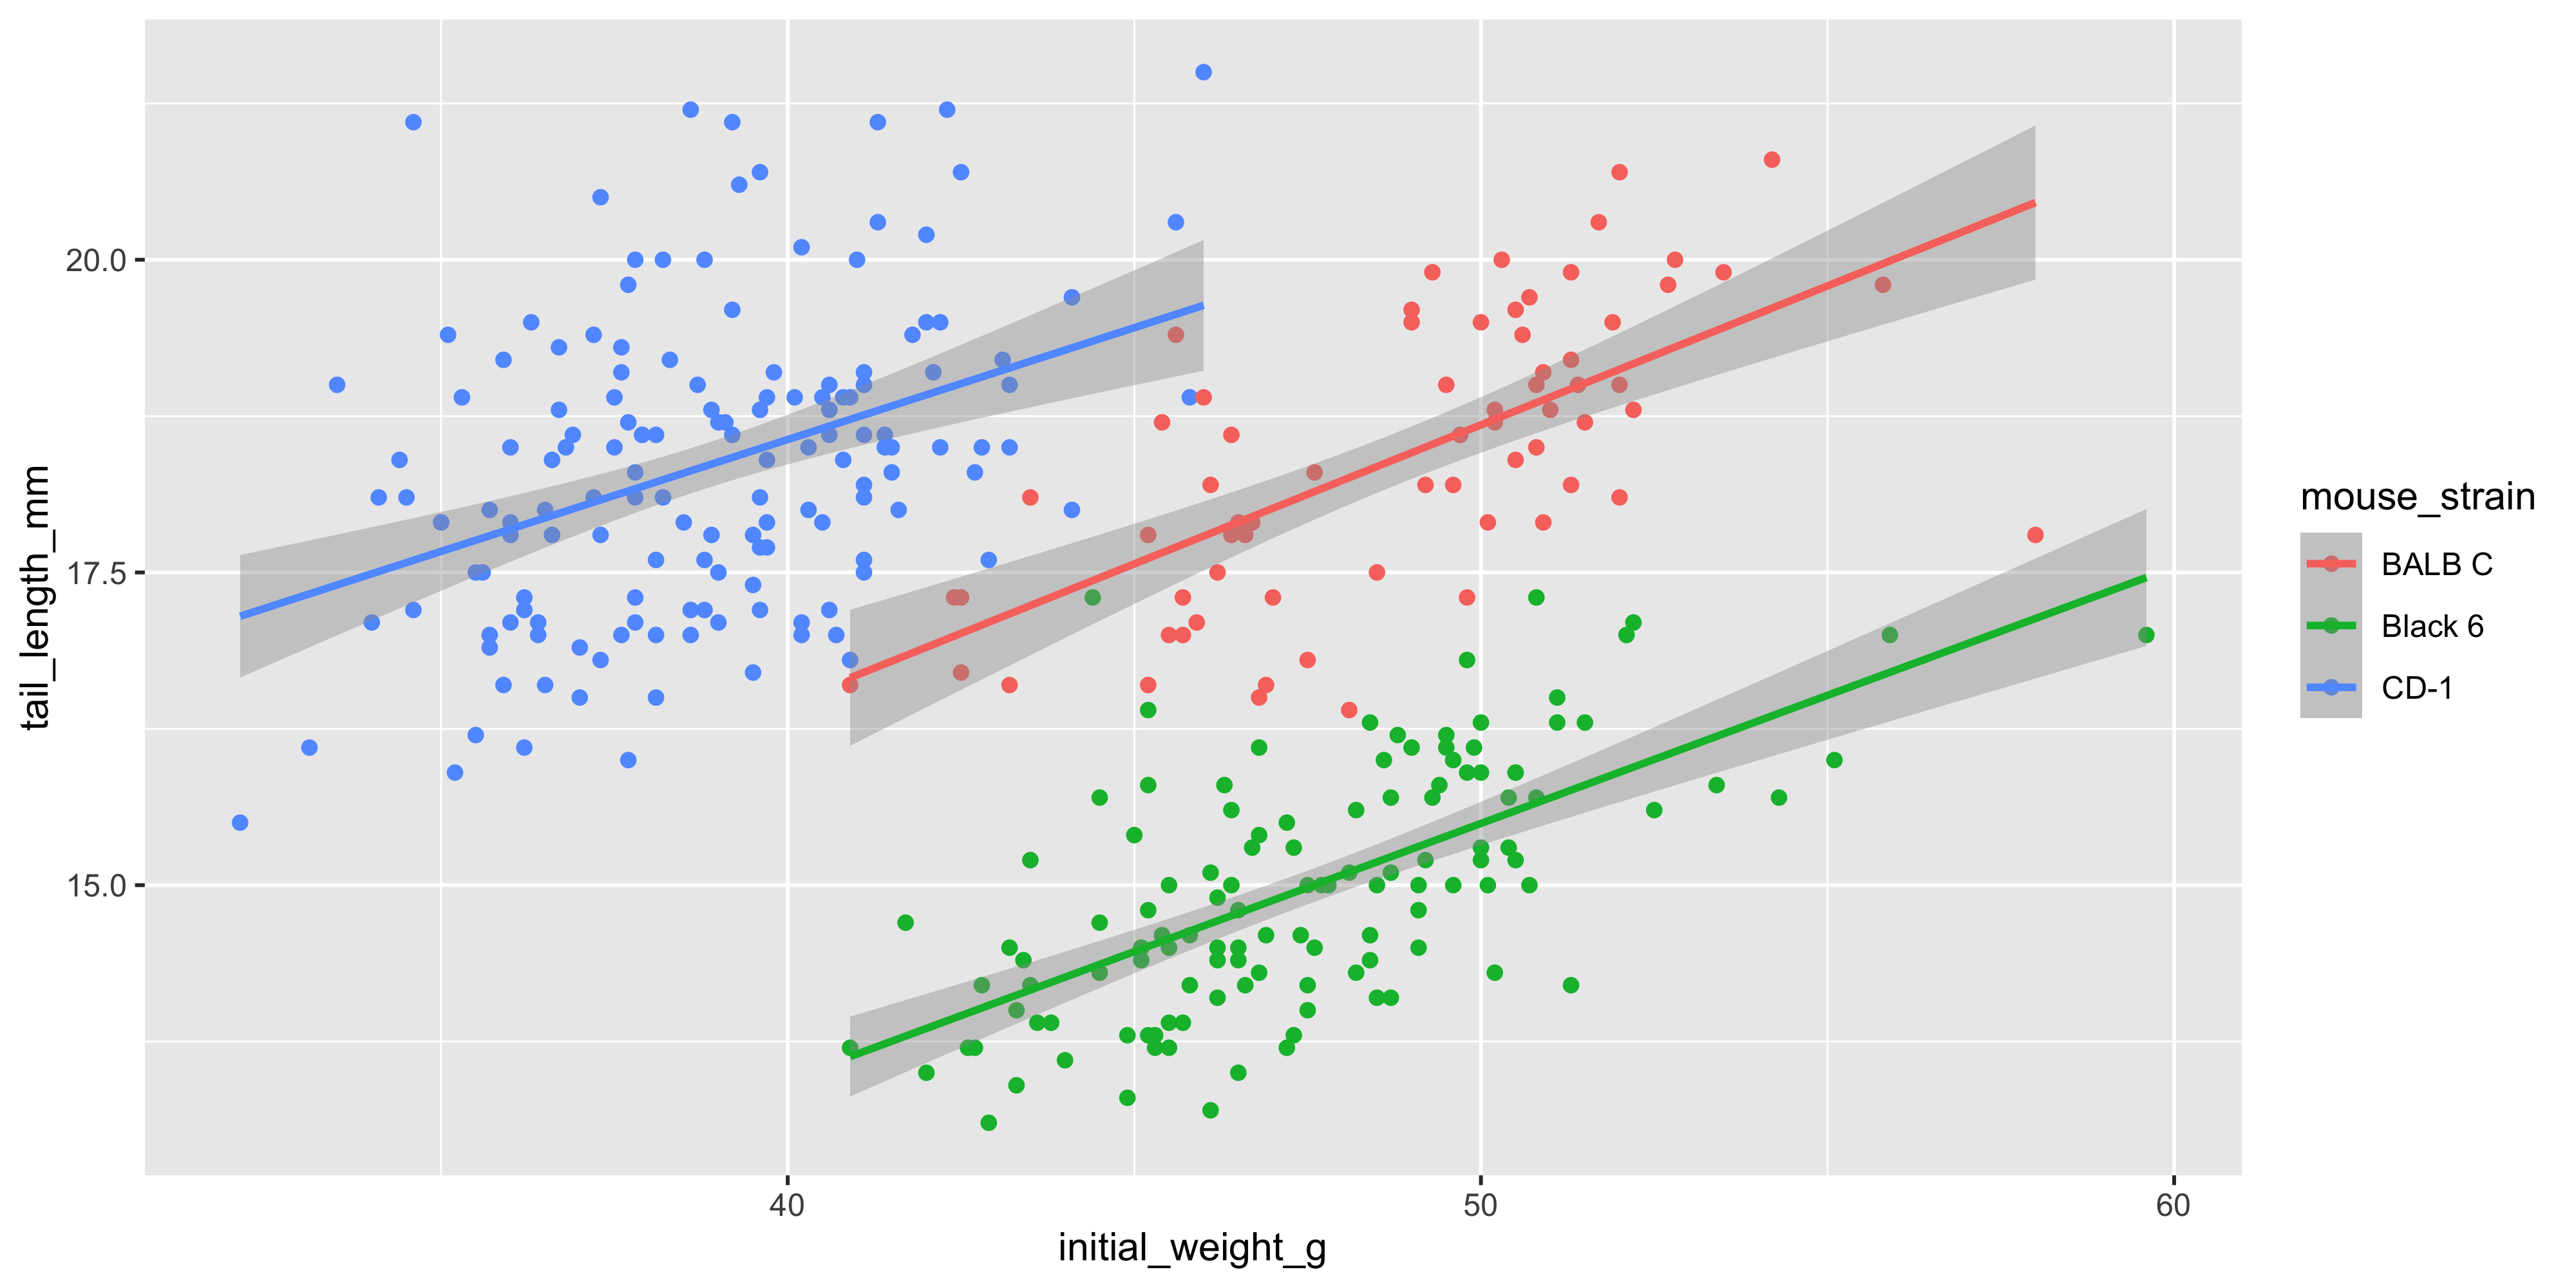 20.0
17.5
15.0
tail_length_mm
40 50 60
initial_weight_g
mouse_strain
BALB C
Black 6
CD-1